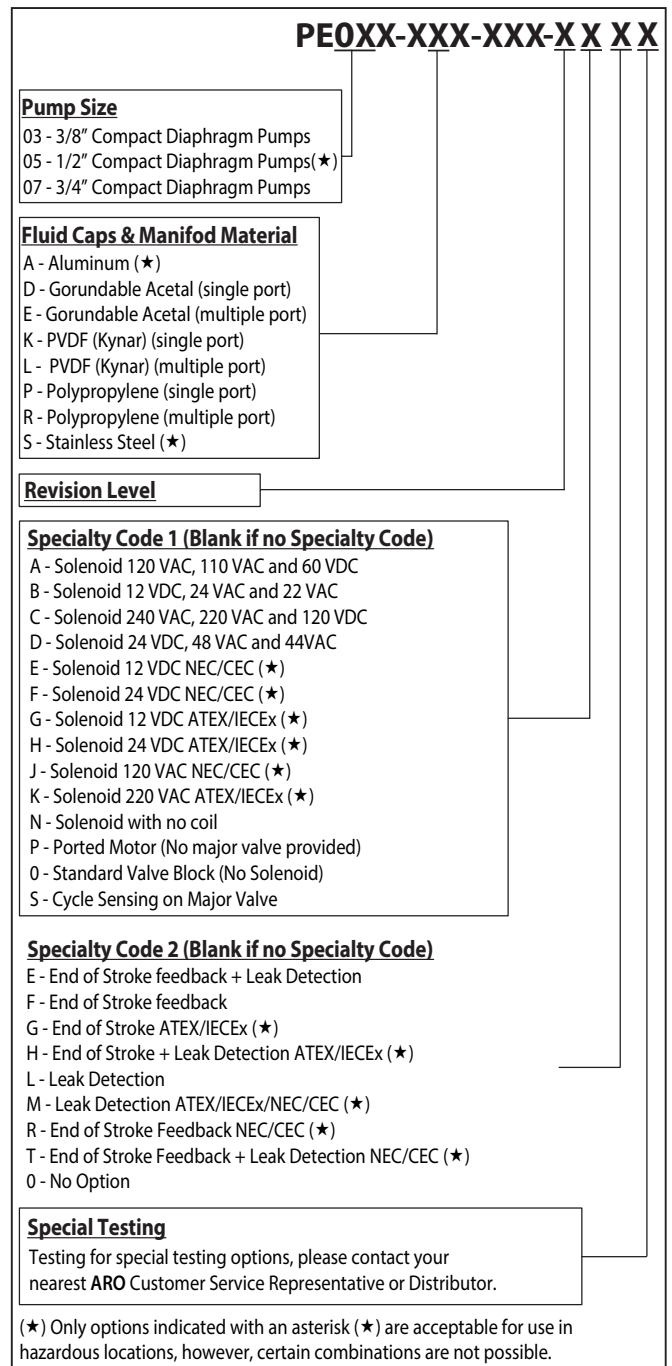 PE0XX-XXX-XXX-X X X X
Pump Size
03 - 3/8" Compact Diaphragm Pumps
05 - 1/2" Compact Diaphragm Pumps(★)
07 - 3/4" Compact Diaphragm Pumps
Fluid Caps & Manifod Material
A - Aluminum (★)
D - Gorundable Acetal (single port)
E - Gorundable Acetal (multiple port)
K - PVDF (Kynar) (single port)
L - PVDF (Kynar) (multiple port)
P - Polypropylene (single port)
R - Polypropylene (multiple port)
S - Stainless Steel (★)
Revision Level
Specialty Code 1 (Blank if no Specialty Code)
A - Solenoid 120 VAC, 110 VAC and 60 VDC
B - Solenoid 12 VDC, 24 VAC and 22 VAC
C - Solenoid 240 VAC, 220 VAC and 120 VDC
D - Solenoid 24 VDC, 48 VAC and 44VAC
E - Solenoid 12 VDC NEC/CEC (★)
F - Solenoid 24 VDC NEC/CEC (★)
G - Solenoid 12 VDC ATEX/IECEx (★)
H - Solenoid 24 VDC ATEX/IECEx (★)
J - Solenoid 120 VAC NEC/CEC (★)
K - Solenoid 220 VAC ATEX/IECEx (★)
N - Solenoid with no coil
P - Ported Motor (No major valve provided)
0 - Standard Valve Block (No Solenoid)
S - Cycle Sensing on Major Valve
Specialty Code 2 (Blank if no Specialty Code)
E - End of Stroke feedback + Leak Detection
F - End of Stroke feedback
G - End of Stroke ATEX/IECEx (★)
H - End of Stroke + Leak Detection ATEX/IECEx (★)
L - Leak Detection
M - Leak Detection ATEX/IECEx/NEC/CEC (★)
R - End of Stroke Feedback NEC/CEC (★)
T - End of Stroke Feedback + Leak Detection NEC/CEC (★)
0 - No Option
Special Testing
Testing for special testing options, please contact your
nearest ARO Customer Service Representative or Distributor.
(★) Only options indicated with an asterisk (★) are acceptable for use in
hazardous locations, however, certain combinations are not possible.